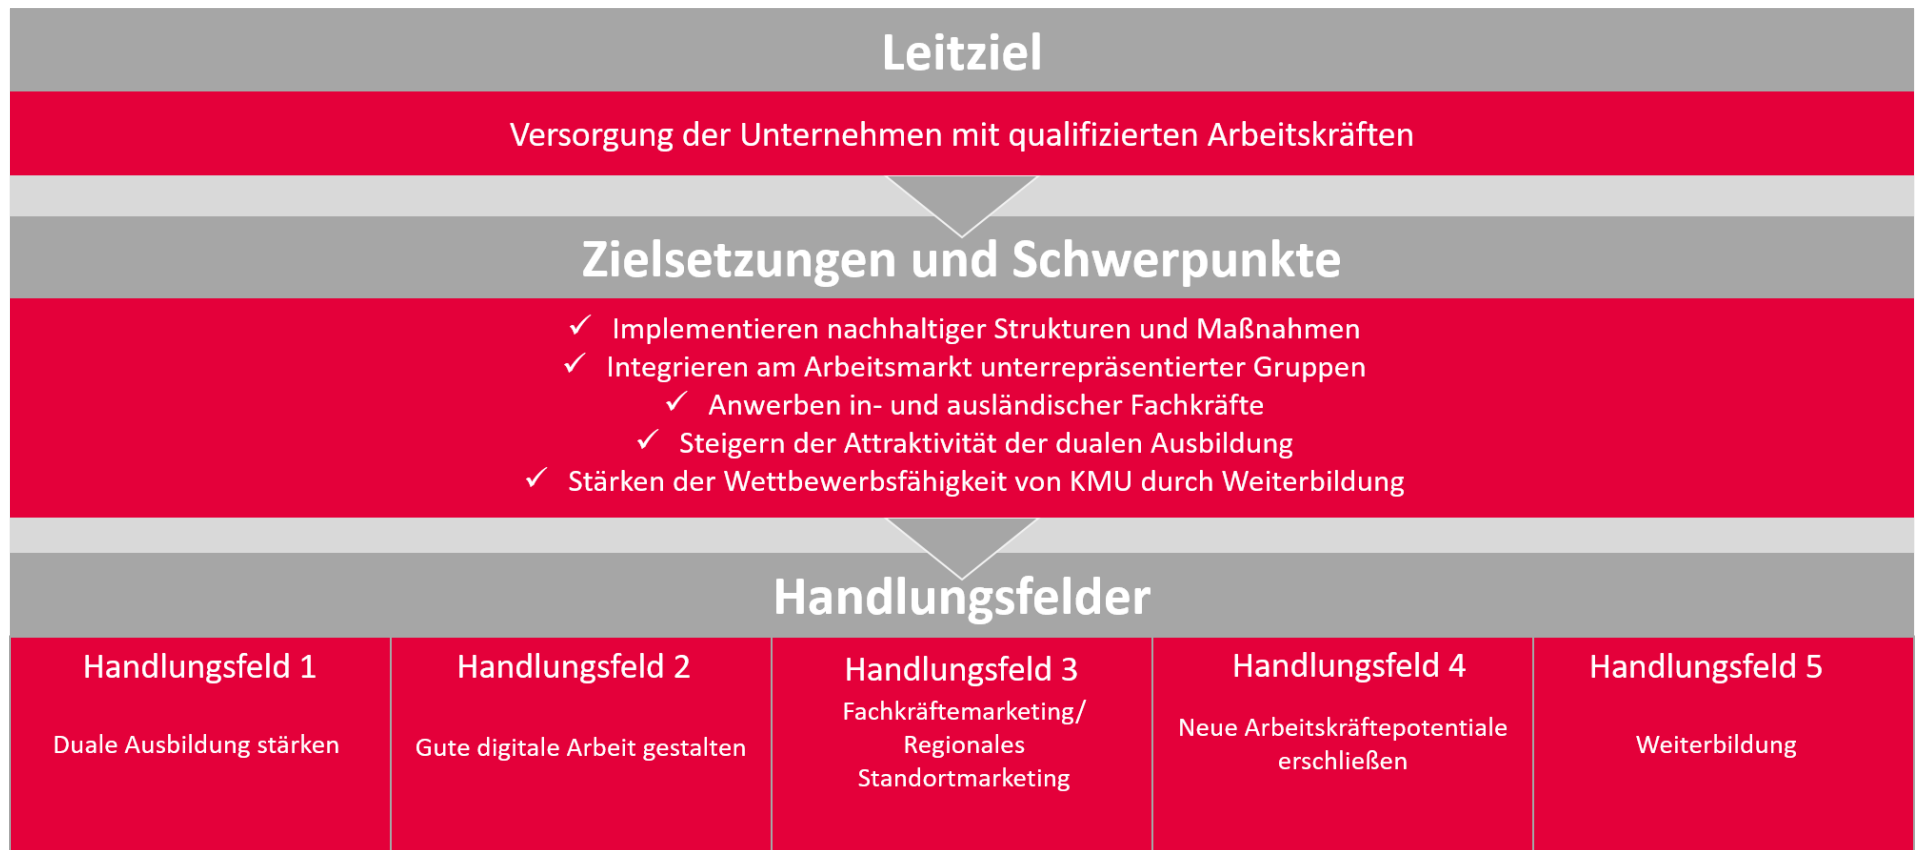 Leitziel
Versorgung der Unternehmen mit qualifizierten Arbeitskräften
Zielsetzungen und Schwerpunkte
✓ Implementieren nachhaltiger Strukturen und Maßnahmen
✓ Integrieren am Arbeitsmarkt unterrepräsentierter Gruppen
✓ Anwerben in- und ausländischer Fachkräfte
✓ Steigern der Attraktivität der dualen Ausbildung
✓ Stärken der Wettbewerbsfähigkeit von KMU durch Weiterbildung
Handlungsfelder
Handlungsfeld 1
Duale Ausbildung stärken
Handlungsfeld 2
Gute digitale Arbeit gestalten
Handlungsfeld 3
Fachkräftemarketing/
Regionales
Standortmarketing
Handlungsfeld 4
Neue Arbeitskräftepotentiale
erschließen
Handlungsfeld 5
Weiterbildung